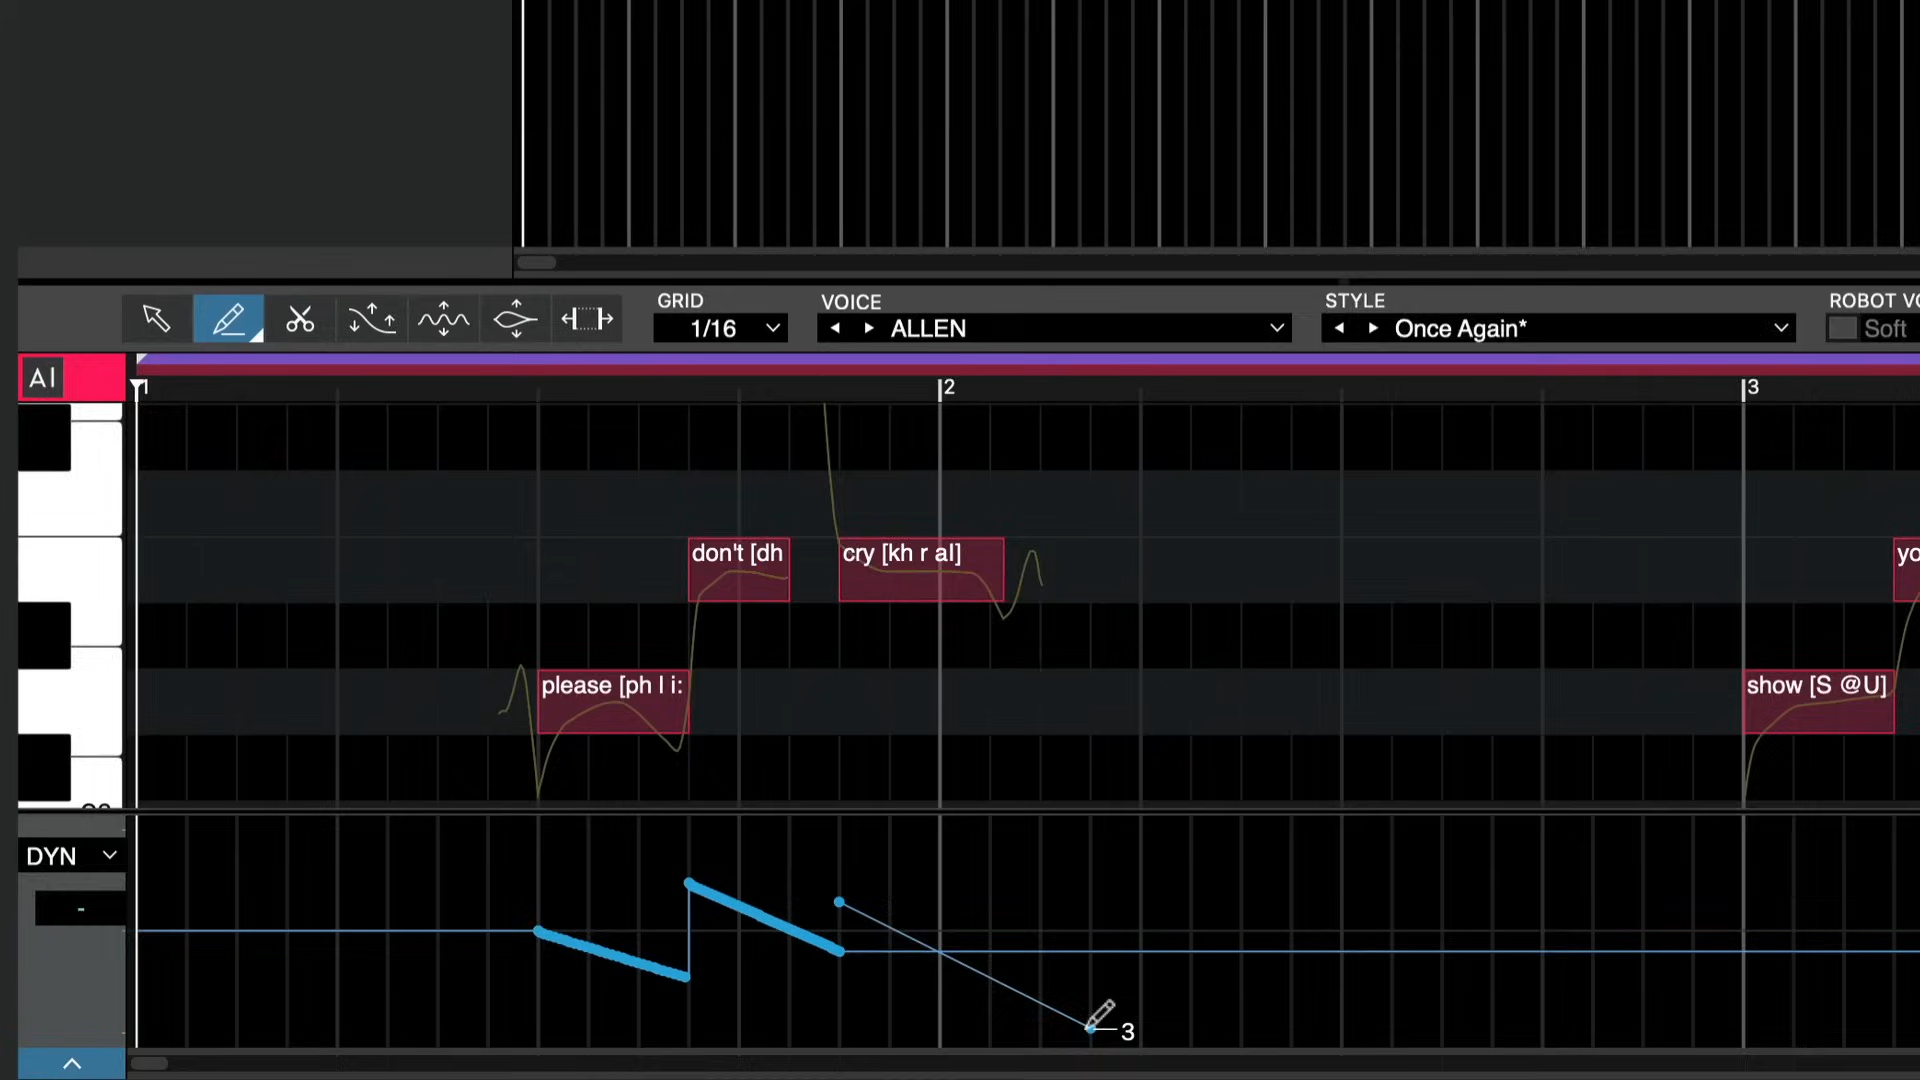 GRID
1/16
VOICE
ALLEN
STYLE
Once Again*
ROBOT VO
Soft
AI
1
2
3
don't [dh
cry [kh r aI]
yo
please [ph l i:
show [S @U]
DYN
-
3